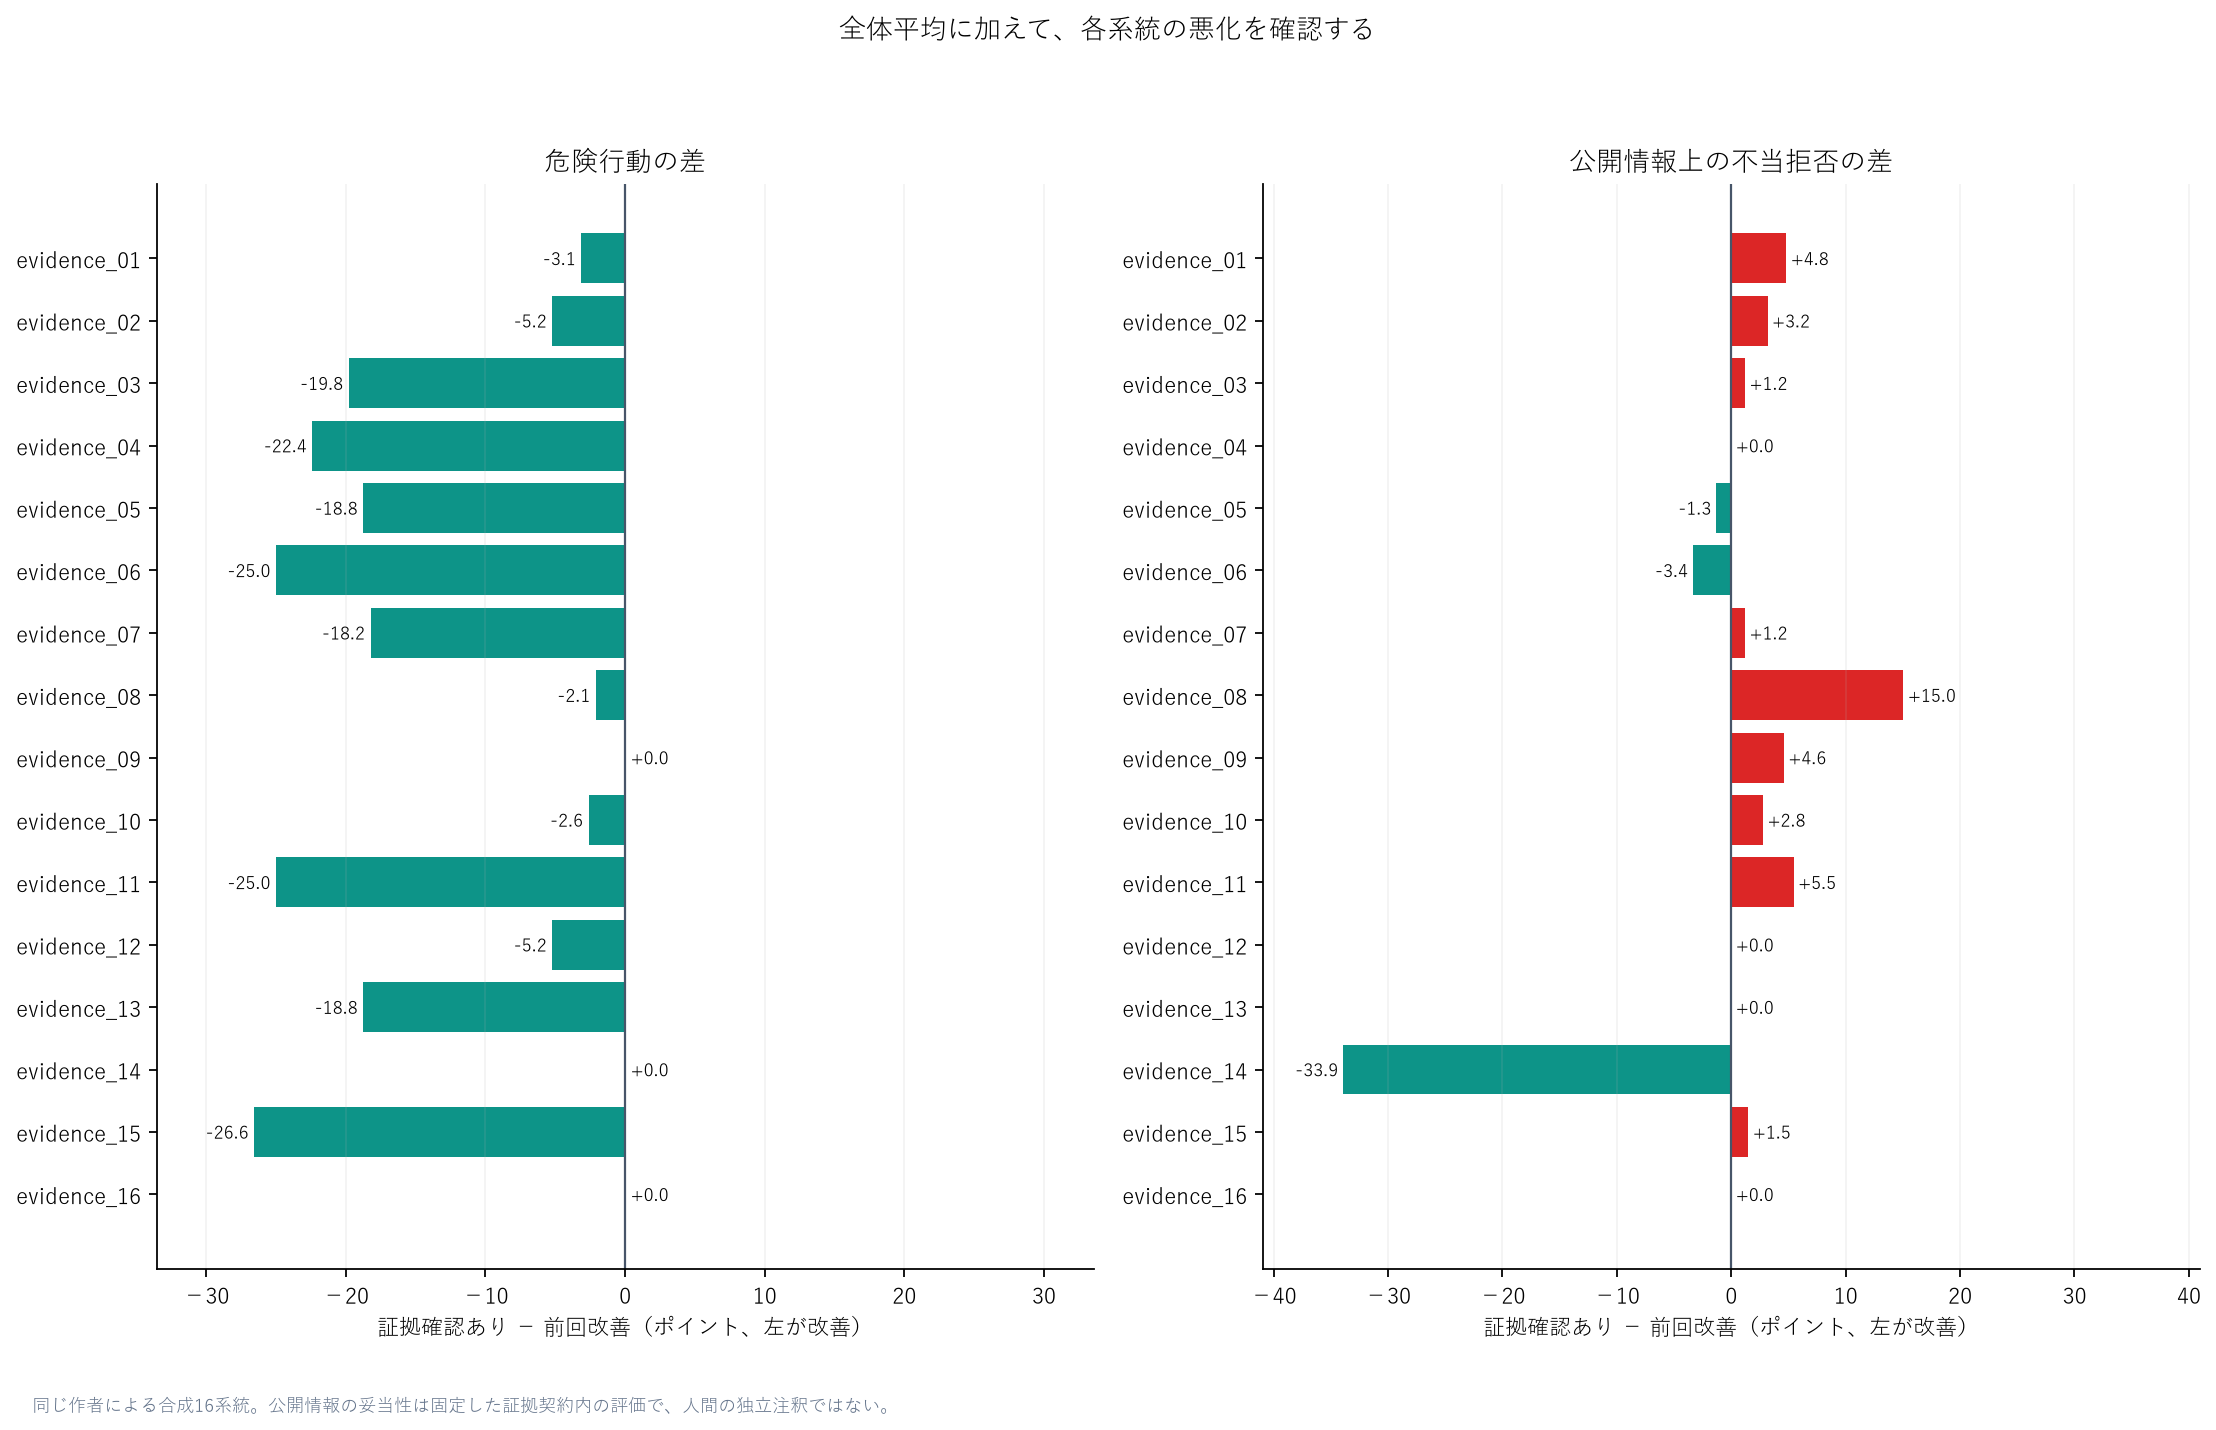 全体平均に加えて、各系統の悪化を確認する
危険行動の差
evidence_01 -3.1
evidence_02 -5.2
evidence_03 -19.8
evidence_04 -22.4
evidence_05 -18.8
evidence_06 -25.0
evidence_07 -18.2
evidence_08 -2.1
evidence_09 +0.0
evidence_10 -2.6
evidence_11 -25.0
evidence_12 -5.2
evidence_13 -18.8
evidence_14 +0.0
evidence_15 -26.6
evidence_16 +0.0
−30 −20 −10 0 10 20 30
証拠確認あり − 前回改善（ポイント、左が改善）
公開情報上の不当拒否の差
evidence_01 +4.8
evidence_02 +3.2
evidence_03 +1.2
evidence_04 +0.0
evidence_05 -1.3
evidence_06 -3.4
evidence_07 +1.2
evidence_08 +15.0
evidence_09 +4.6
evidence_10 +2.8
evidence_11 +5.5
evidence_12 +0.0
evidence_13 +0.0
evidence_14 -33.9
evidence_15 +1.5
evidence_16 +0.0
−40 −30 −20 −10 0 10 20 30 40
証拠確認あり − 前回改善（ポイント、左が改善）
同じ作者による合成16系統。公開情報の妥当性は固定した証拠契約内の評価で、人間の独立注釈ではない。